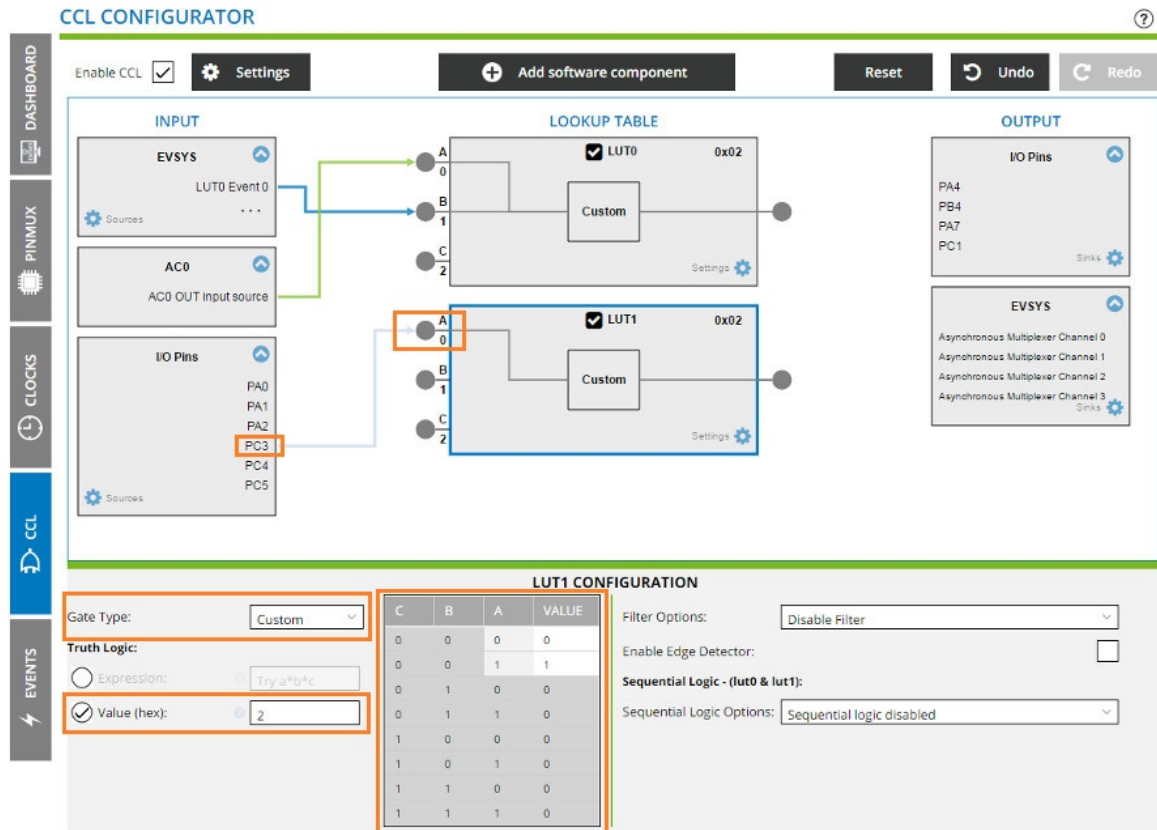 CCL CONFIGURATOR
?
DASHBOARD
PINMUX
CLOCKS
CCL
EVENTS
Enable CCL
Settings
Add software component
Reset
Undo
Redo
INPUT
EVSYS
LUT0 Event 0
...
Sources
AC0
AC0 OUT input source
I/O Pins
PA0
PA1
PA2
PC3
PC4
PC5
Sources
LOOKUP TABLE
LUT0 0x02
A
0
B
1
C
2
Custom
Settings
LUT1 0x02
A
0
B
1
C
2
Custom
Settings
OUTPUT
I/O Pins
PA4
PB4
PA7
PC1
Sinks
EVSYS
Asynchronous Multiplexer Channel 0
Asynchronous Multiplexer Channel 1
Asynchronous Multiplexer Channel 2
Asynchronous Multiplexer Channel 3
Sinks
LUT1 CONFIGURATION
Gate Type: Custom
Truth Logic:
Expression: ? Try a*b*c
Value (hex): ? 2
C B A VALUE
0 0 0 0
0 0 1 1
0 1 0 0
0 1 1 0
1 0 0 0
1 0 1 0
1 1 0 0
1 1 1 0
Filter Options: Disable Filter
Enable Edge Detector:
Sequential Logic - (lut0 & lut1):
Sequential Logic Options: Sequential logic disabled